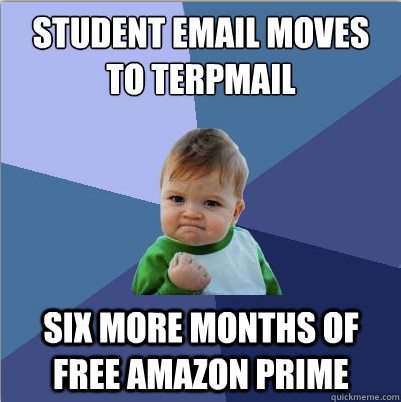 STUDENT EMAIL MOVES
TO TERPMAIL
SIX MORE MONTHS OF
FREE AMAZON PRIME
quickmeme.com